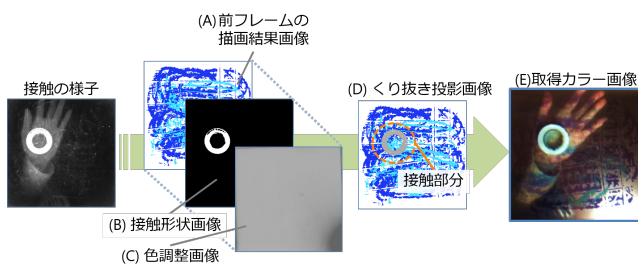 (A)前フレームの
描画結果画像
接触の様子
(D) くり抜き投影画像
(E)取得カラー画像
接触部分
(B) 接触形状画像
(C) 色調整画像